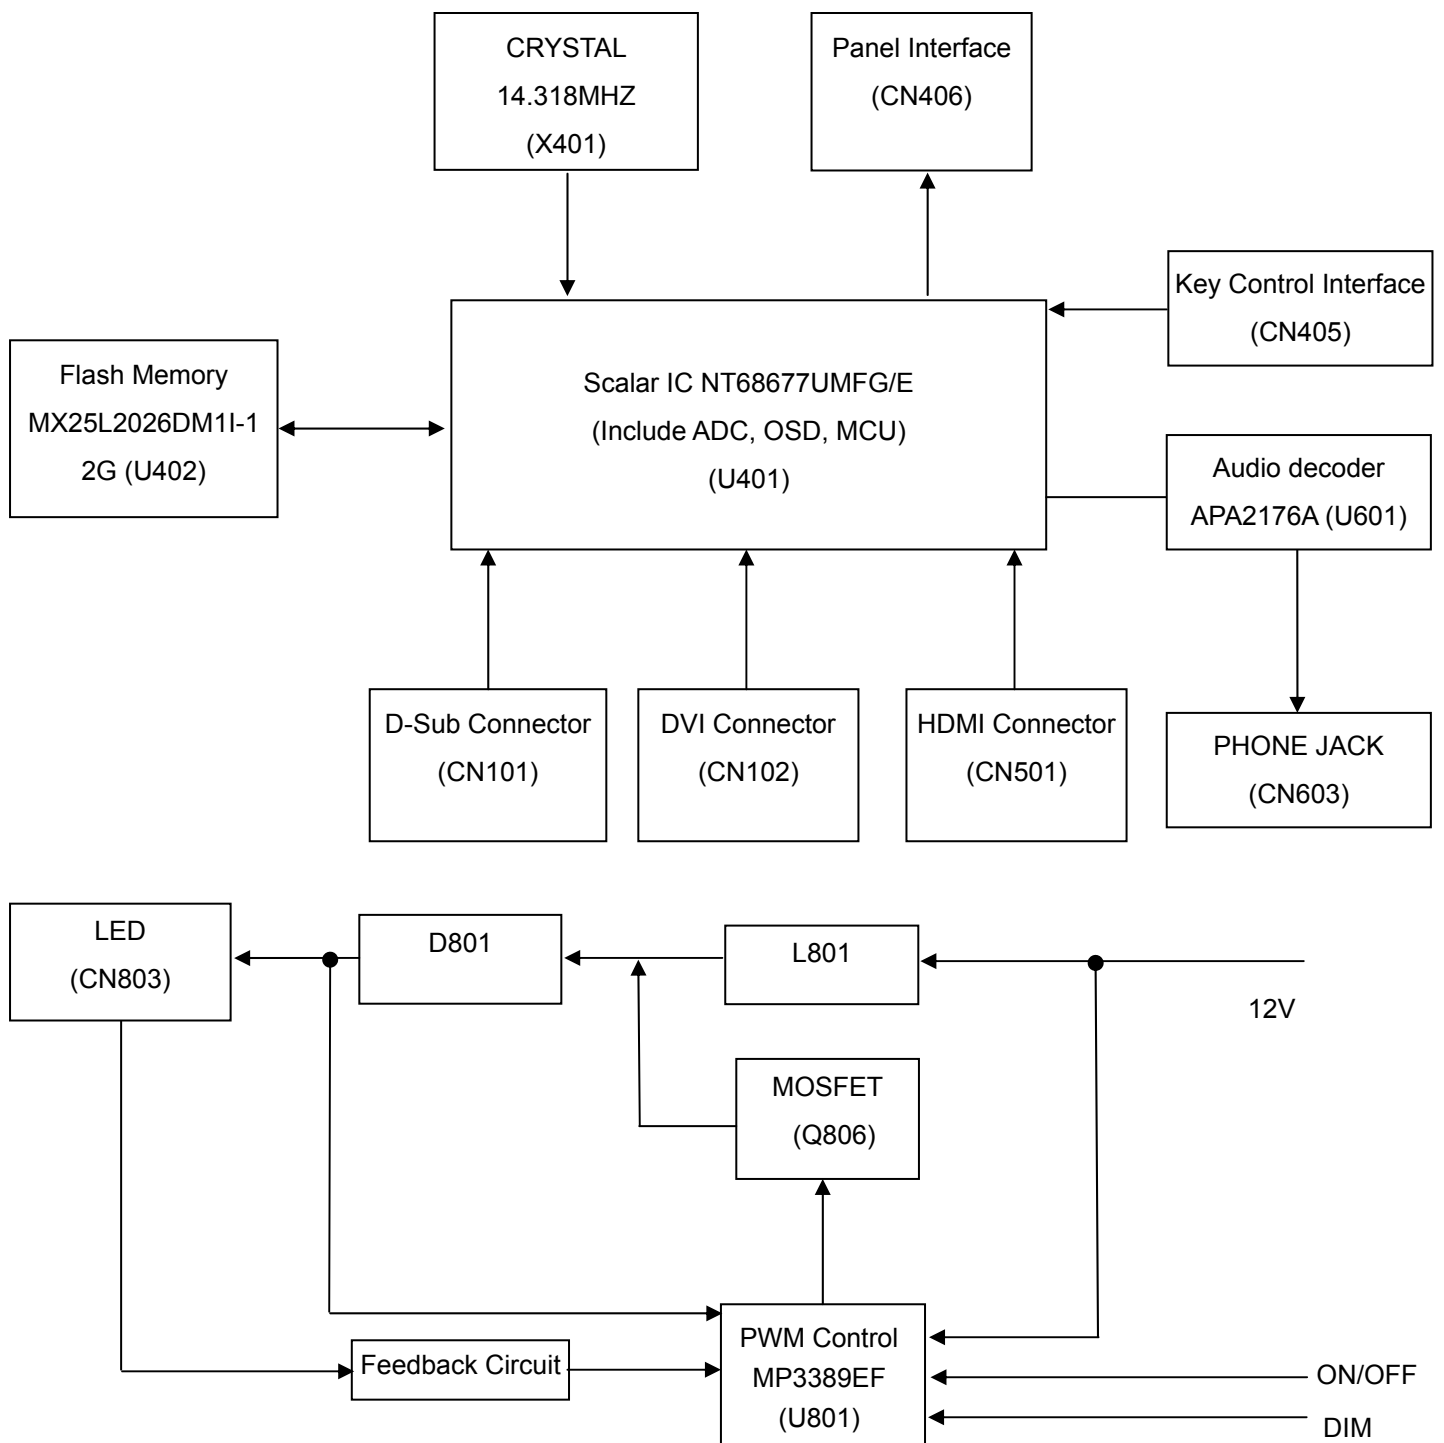 CRYSTAL
14.318MHZ
(X401)
Panel Interface
(CN406)
Key Control Interface
(CN405)
Flash Memory
MX25L2026DM1I-1
2G (U402)
Scalar IC NT68677UMFG/E
(Include ADC, OSD, MCU)
(U401)
Audio decoder
APA2176A (U601)
D-Sub Connector
(CN101)
DVI Connector
(CN102)
HDMI Connector
(CN501)
PHONE JACK
(CN603)
LED
(CN803)
D801
L801
12V
MOSFET
(Q806)
Feedback Circuit
PWM Control
MP3389EF
(U801)
ON/OFF
DIM